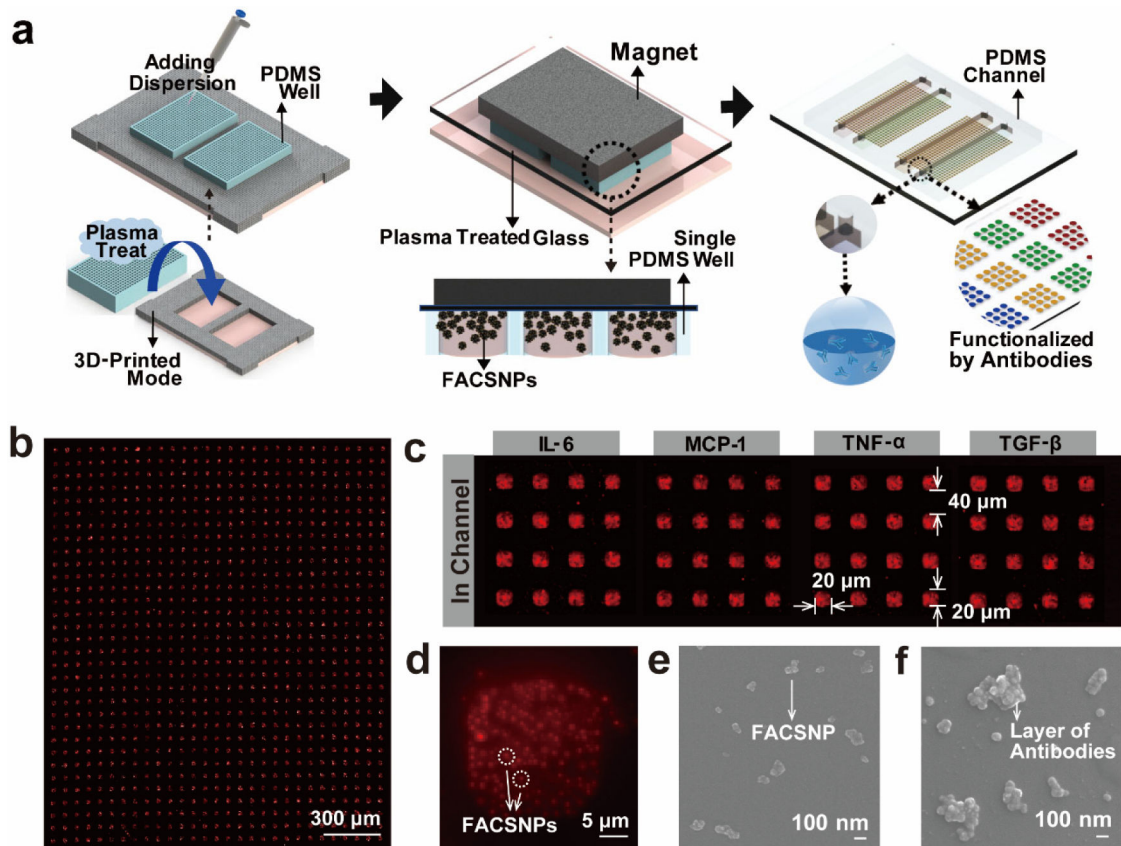 a
Adding
Dispersion
PDMS
Well
Plasma
Treat
3D-Printed
Mode
Magnet
Plasma Treated Glass
Single
PDMS Well
FACSNPs
PDMS
Channel
Functionalized
by Antibodies
b
300 μm
c
IL-6
MCP-1
TNF-α
TGF-β
In Channel
40 μm
20 μm
20 μm
d
FACSNPs
5 μm
e
FACSNP
100 nm
f
Layer of
Antibodies
100 nm